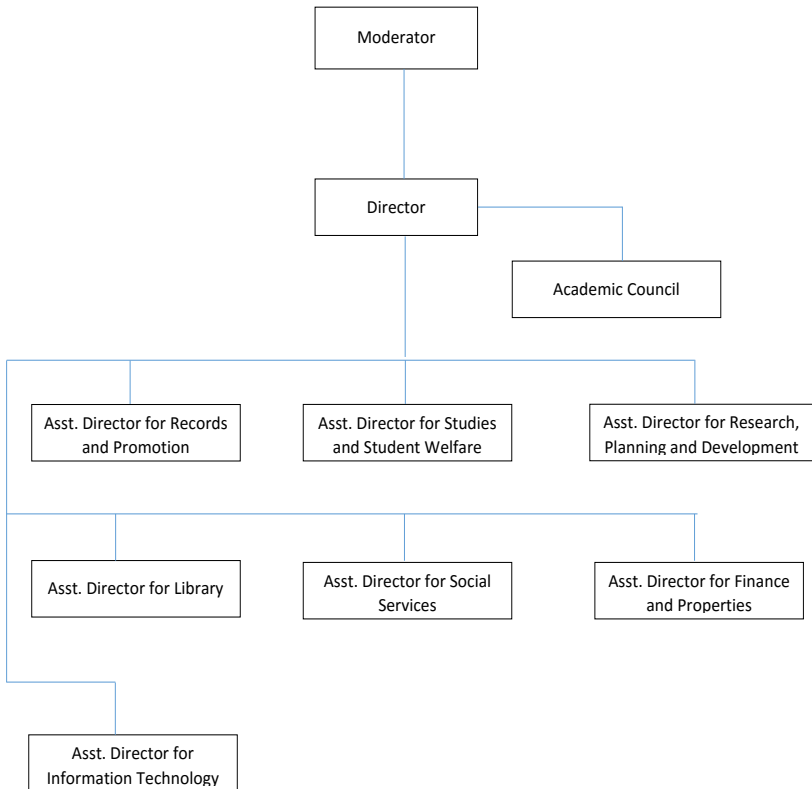 Moderator
Director
Academic Council
Asst. Director for Records
and Promotion
Asst. Director for Studies
and Student Welfare
Asst. Director for Research,
Planning and Development
Asst. Director for Library
Asst. Director for Social
Services
Asst. Director for Finance
and Properties
Asst. Director for
Information Technology